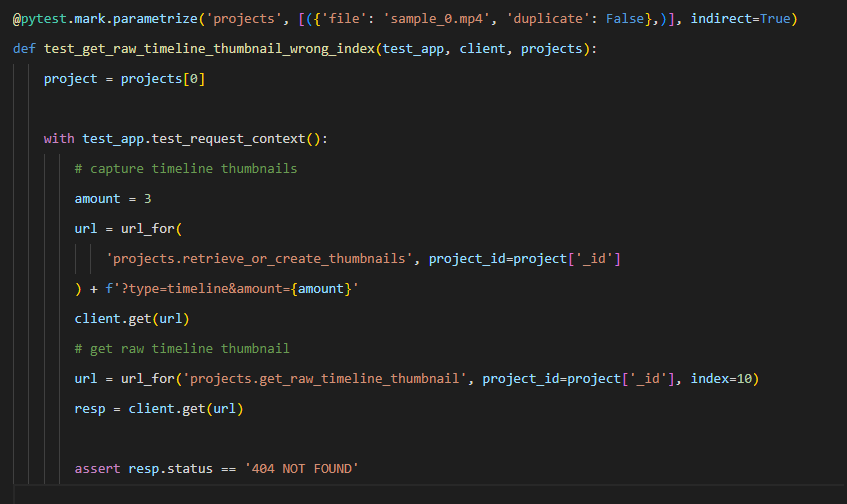 @pytest.mark.parametrize('projects', [({'file': 'sample_0.mp4', 'duplicate': False},)], indirect=True)
def test_get_raw_timeline_thumbnail_wrong_index(test_app, client, projects):
    project = projects[0]

    with test_app.test_request_context():
        # capture timeline thumbnails
        amount = 3
        url = url_for(
            'projects.retrieve_or_create_thumbnails', project_id=project['_id']
        ) + f'?type=timeline&amount={amount}'
        client.get(url)
        # get raw timeline thumbnail
        url = url_for('projects.get_raw_timeline_thumbnail', project_id=project['_id'], index=10)
        resp = client.get(url)

        assert resp.status == '404 NOT FOUND'